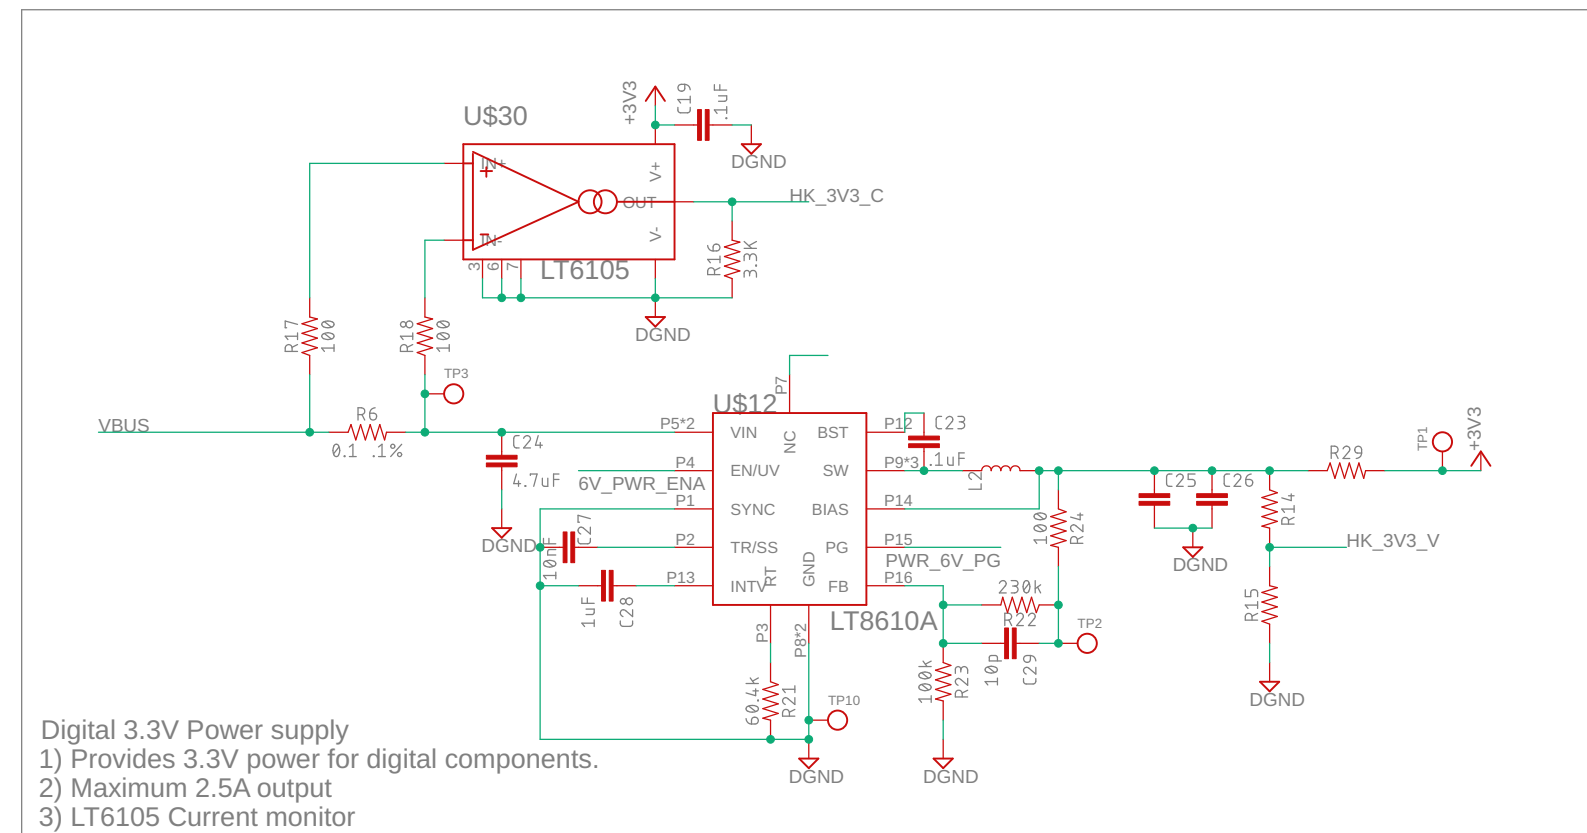 U$30
+3V3
C19
.1uF
DGND
IN+
V+
OUT
HK_3V3_C
IN-
V-
R16
3.3K
3
6
7
LT6105
DGND
R17
100
R18
100
TP3
P7
U$12
VBUS
R6
0.1 .1%
C24
4.7uF
DGND
P5*2
VIN
NC
BST
P12
C23
.1uF
P4
EN/UV
6V_PWR_ENA
SW
P9*3
L2
P1
SYNC
BIAS
P14
C27
10nF
P2
TR/SS
PG
P15
PWR_6V_PG
P13
INTV
RT
GND
FB
P16
1uF
C28
LT8610A
P3
P8*2
60.4k
R21
TP10
DGND
100
R24
230k
R22
TP2
10p
C29
100k
R23
DGND
C25
C26
DGND
R29
TP1
+3V3
R14
HK_3V3_V
R15
DGND
Digital 3.3V Power supply
1) Provides 3.3V power for digital components.
2) Maximum 2.5A output
3) LT6105 Current monitor